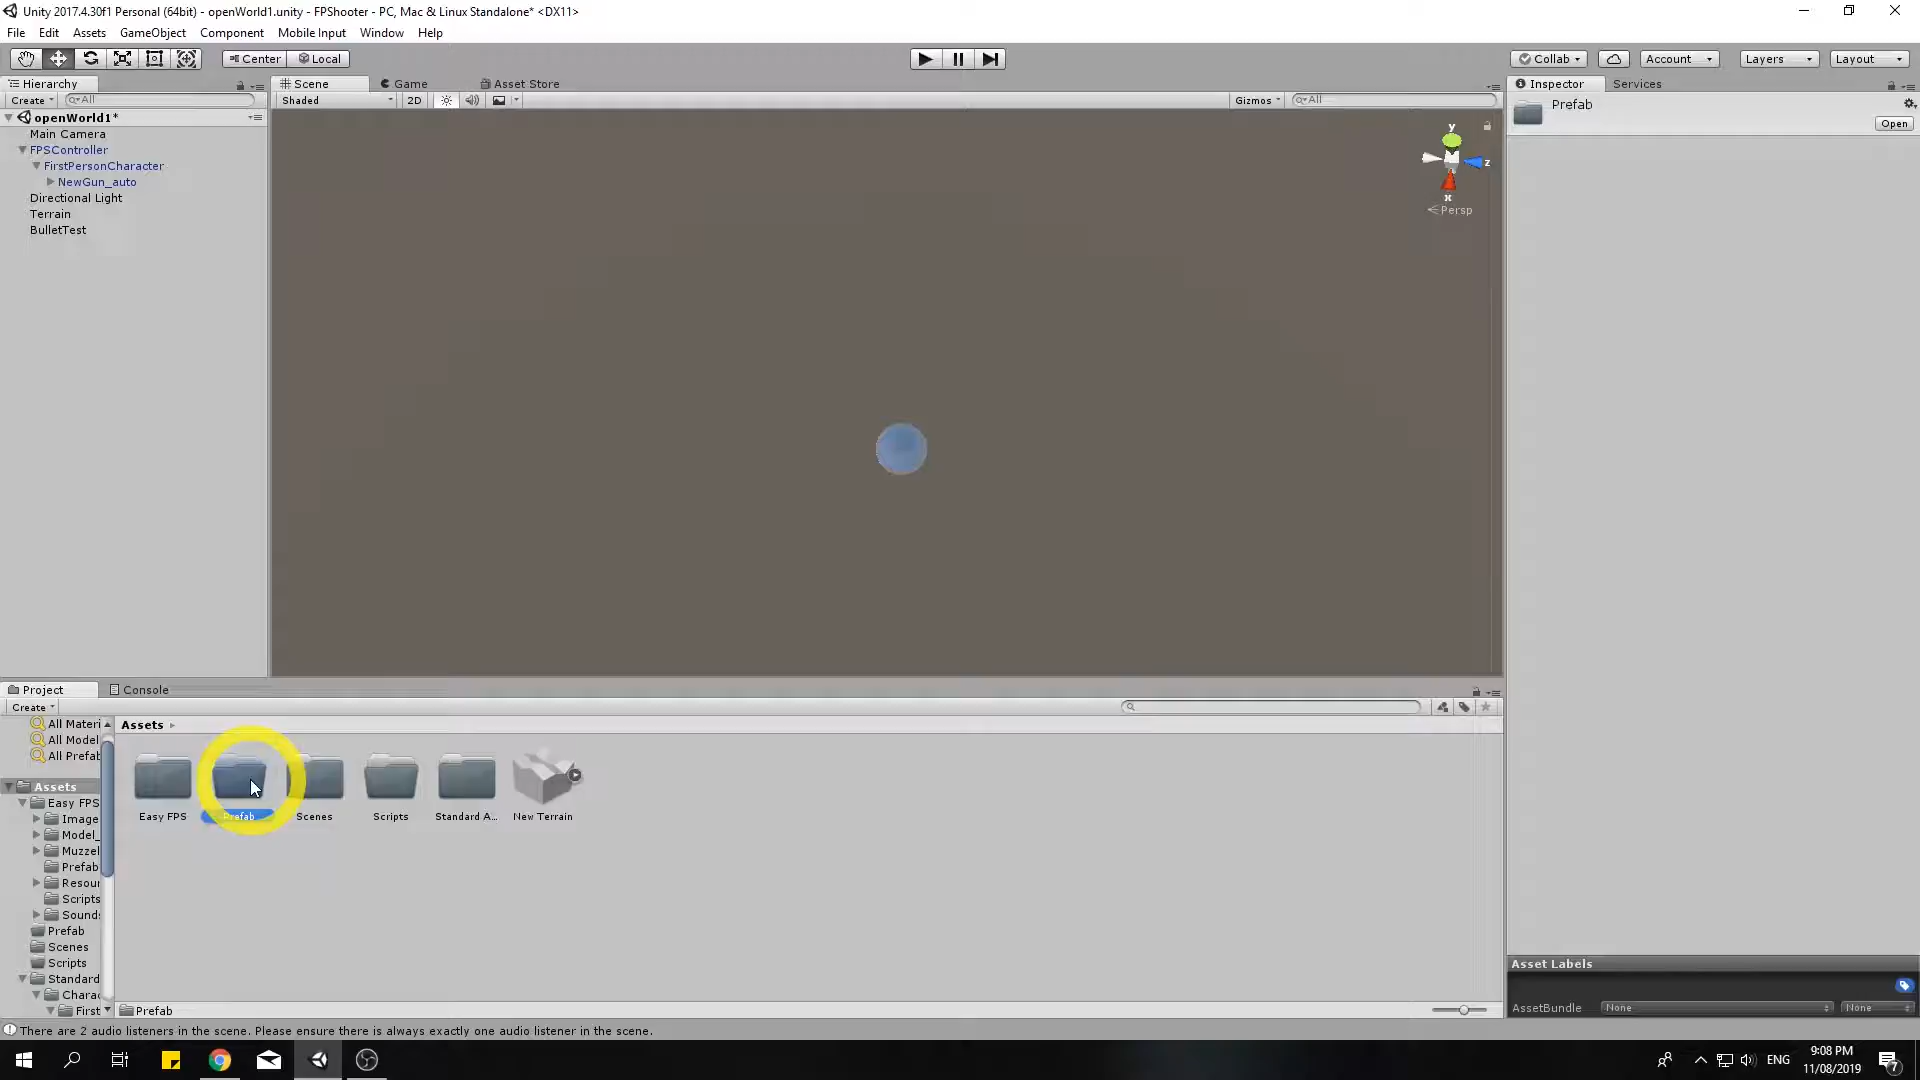 Unity 2017.4.30f1 Personal (64bit) - openWorld1.unity - FPShooter - PC, Mac & Linux Standalone* <DX11>
File Edit Assets GameObject Component Mobile Input Window Help
Center Local
Collab Account Layers Layout
Hierarchy
Scene Game Asset Store
Inspector Services
Create All
Shaded 2D Gizmos All
Prefab
Open
openWorld1*
Main Camera
FPSController
FirstPersonCharacter
NewGun_auto
Directional Light
Terrain
BulletTest
y
z
x
Persp
Project Console
Create
All Materi
All Model
All Prefab
Assets
Assets
Easy FPS
Image
Model_
Muzzel
Prefab
Resour
Scripts
Sounds
Prefab
Scenes
Scripts
Standard
Charac
First
Easy FPS Prefab Scenes Scripts Standard A... New Terrain
Prefab
Asset Labels
AssetBundle None None
There are 2 audio listeners in the scene. Please ensure there is always exactly one audio listener in the scene.
ENG
9:08 PM
11/08/2019
7